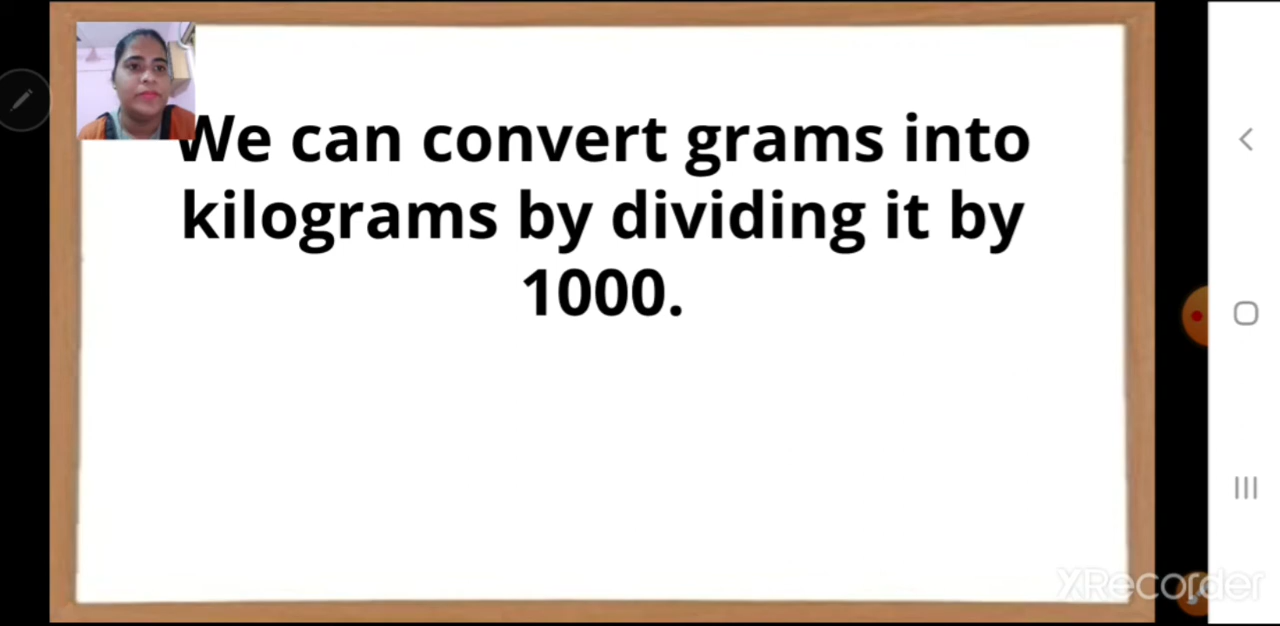 We can convert grams into
kilograms by dividing it by
1000.
XRecorder